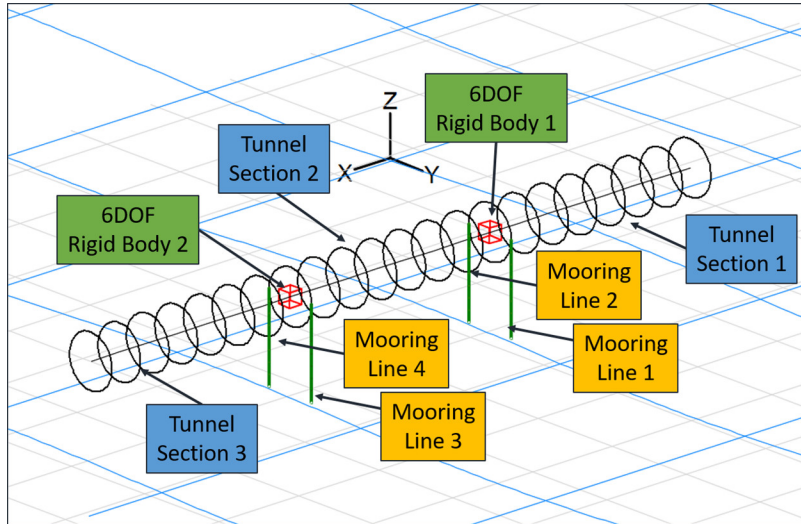 6DOF
Rigid Body 1
Z
X
Y
Tunnel
Section 2
6DOF
Rigid Body 2
Tunnel
Section 1
Mooring
Line 2
Mooring
Line 1
Mooring
Line 4
Mooring
Line 3
Tunnel
Section 3